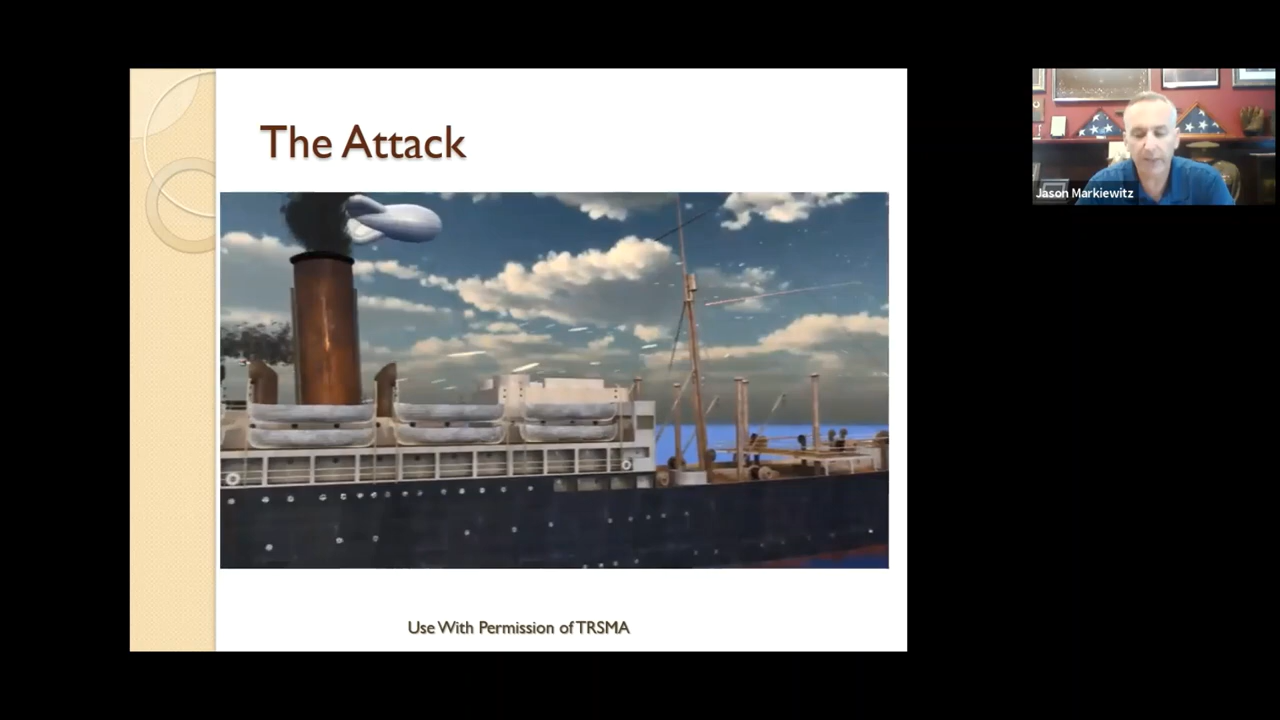 The Attack
Jason Markiewitz
Use With Permission of TRSMA